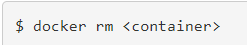 $ docker rm <container>